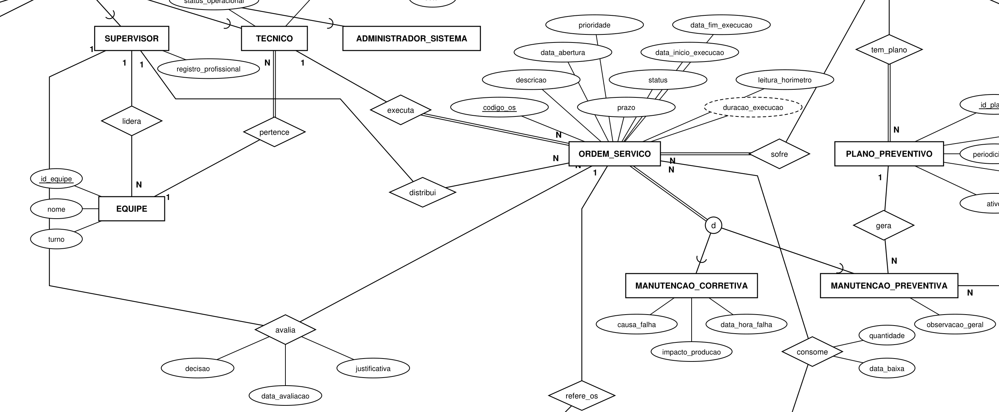 status_operacional
prioridade
data_fim_execucao
SUPERVISOR
TECNICO
ADMINISTRADOR_SISTEMA
1
data_abertura
data_inicio_execucao
tem_plano
1
1
registro_profissional
N
1
descricao
status
leitura_horimetro
executa
codigo_os
prazo
duracao_execucao
id_pla
lidera
pertence
N
N
ORDEM_SERVICO
sofre
PLANO_PREVENTIVO
periodici
N
N
N
N
1
1
id_equipe
N
distribui
1
ativo
nome
EQUIPE
d
gera
turno
N
MANUTENCAO_CORRETIVA
MANUTENCAO_PREVENTIVA
N
avalia
causa_falha
data_hora_falha
observacao_geral
quantidade
impacto_producao
consome
decisao
justificativa
data_baixa
data_avaliacao
refere_os